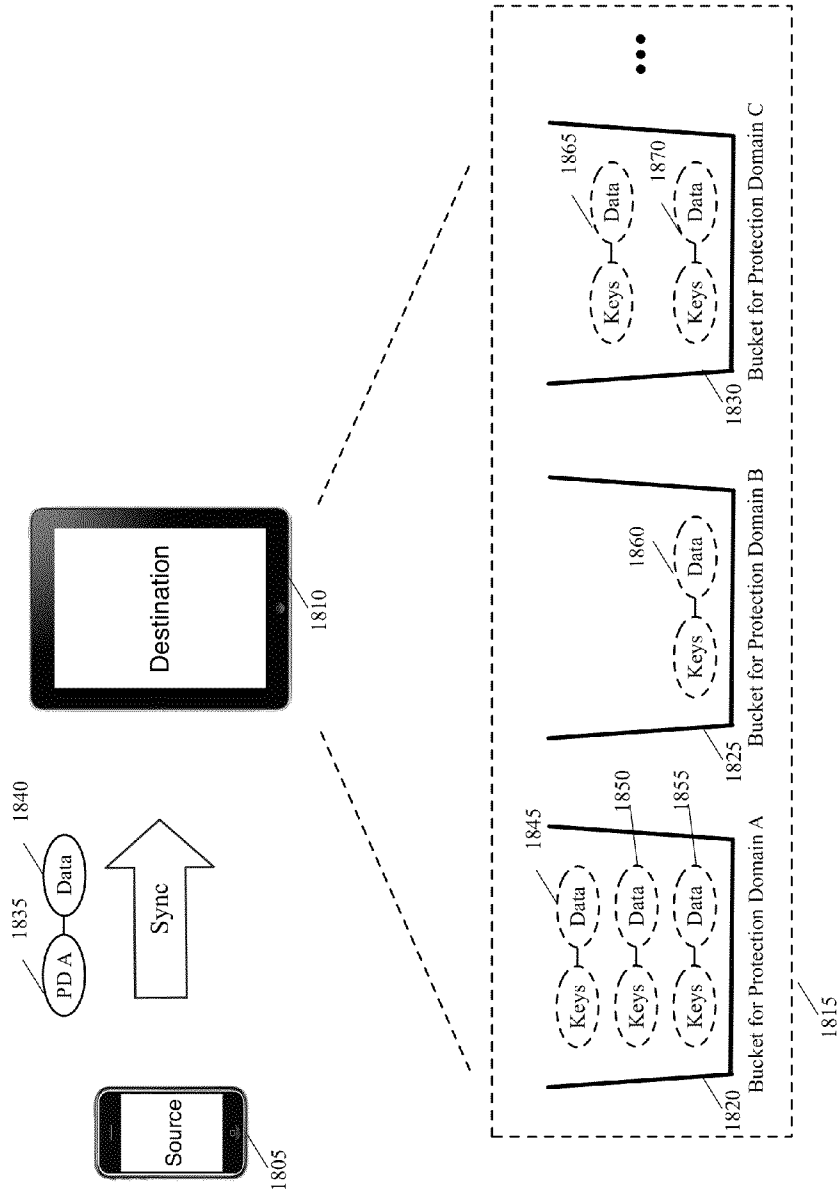 1805
Source
1835
1840
PD A
Data
Sync
Destination
1810
1845
Keys
Data
1850
Keys
Data
1855
Keys
Data
1820
Bucket for Protection Domain A
1860
Keys
Data
1825
Bucket for Protection Domain B
1865
Keys
Data
1870
Keys
Data
1830
Bucket for Protection Domain C
1815